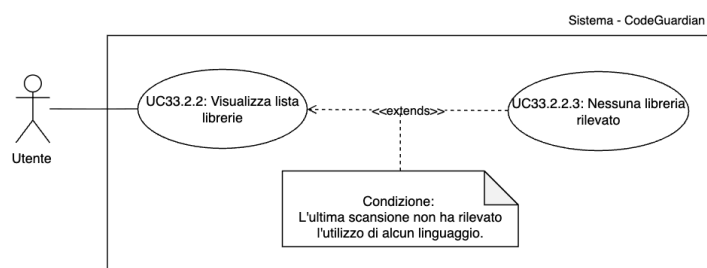 Sistema - CodeGuardian
UC33.2.2: Visualizza lista
librerie
<<extends>>
UC33.2.2.3: Nessuna libreria
rilevato
Utente
Condizione:
L'ultima scansione non ha rilevato
l'utilizzo di alcun linguaggio.